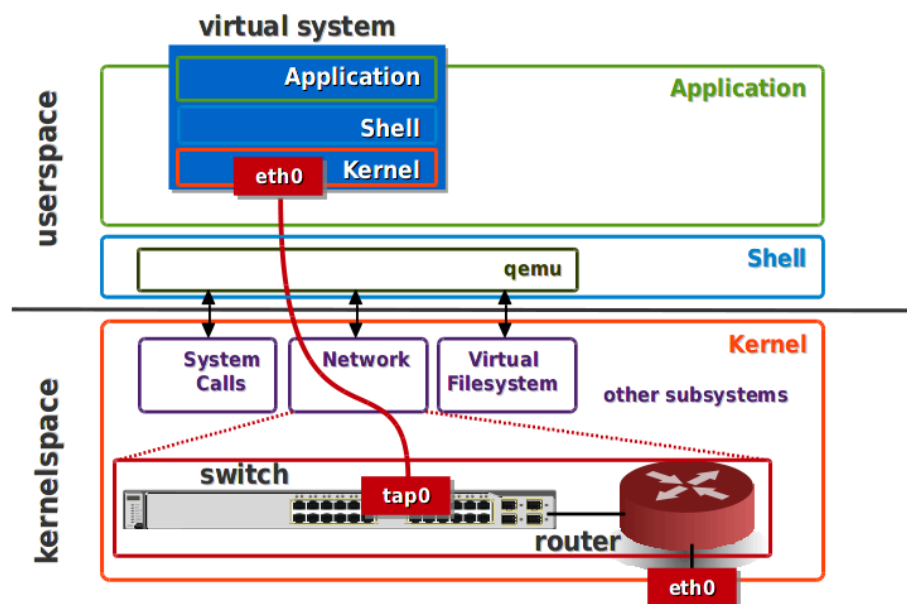 virtual system
Application
Shell
Kernel
eth0
Application
userspace
Shell
qemu
Kernel
System
Calls
Network
Virtual
Filesystem
other subsystems
kernelspace
switch
tap0
router
eth0